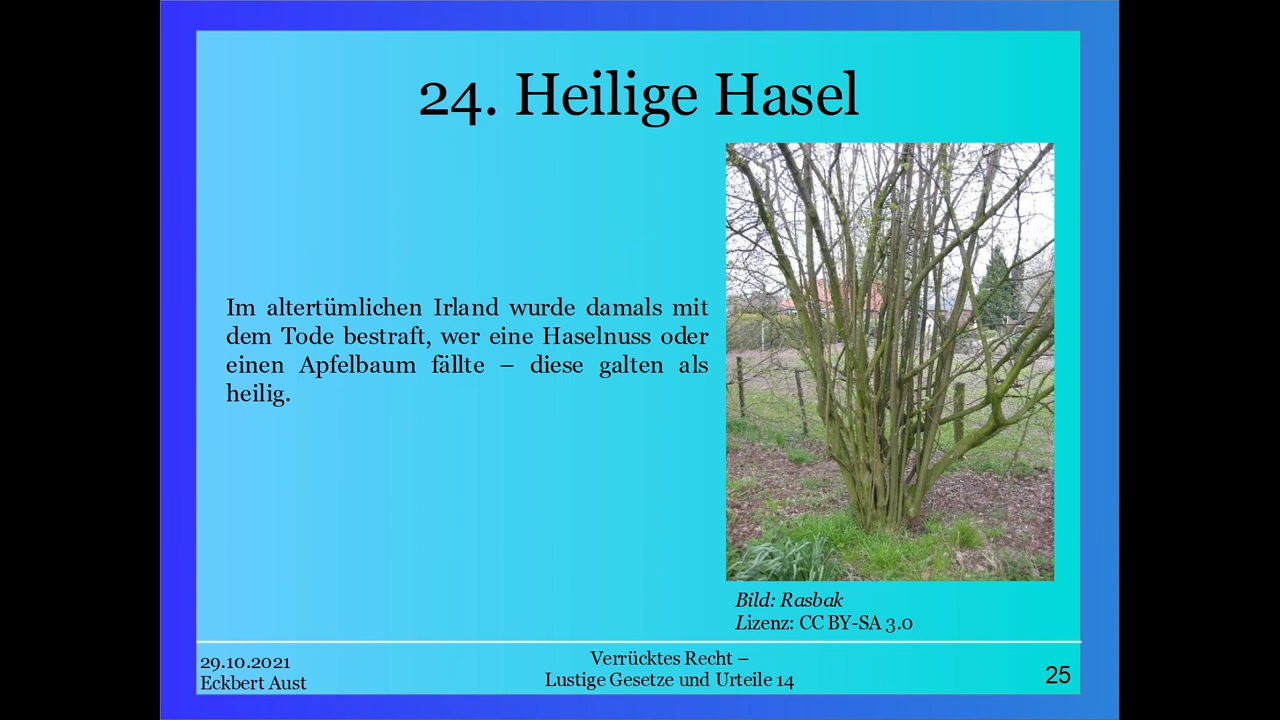 24. Heilige Hasel
Im altertümlichen Irland wurde damals mit
dem Tode bestraft, wer eine Haselnuss oder
einen Apfelbaum fällte – diese galten als
heilig.
Bild: Rasbak
Lizenz: CC BY-SA 3.0
29.10.2021
Eckbert Aust
Verrücktes Recht –
Lustige Gesetze und Urteile 14
25